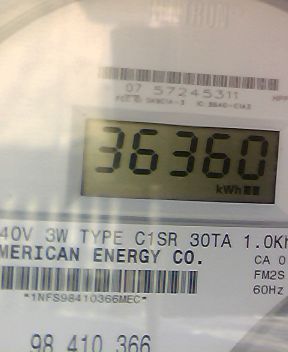 07 57245311
36360
kWh
40V 3W TYPE C1SR 30TA 1.0Kh
MERICAN ENERGY CO.
CA 0
FM2S
60Hz
*1NFS98410366MEC*
98 410 366